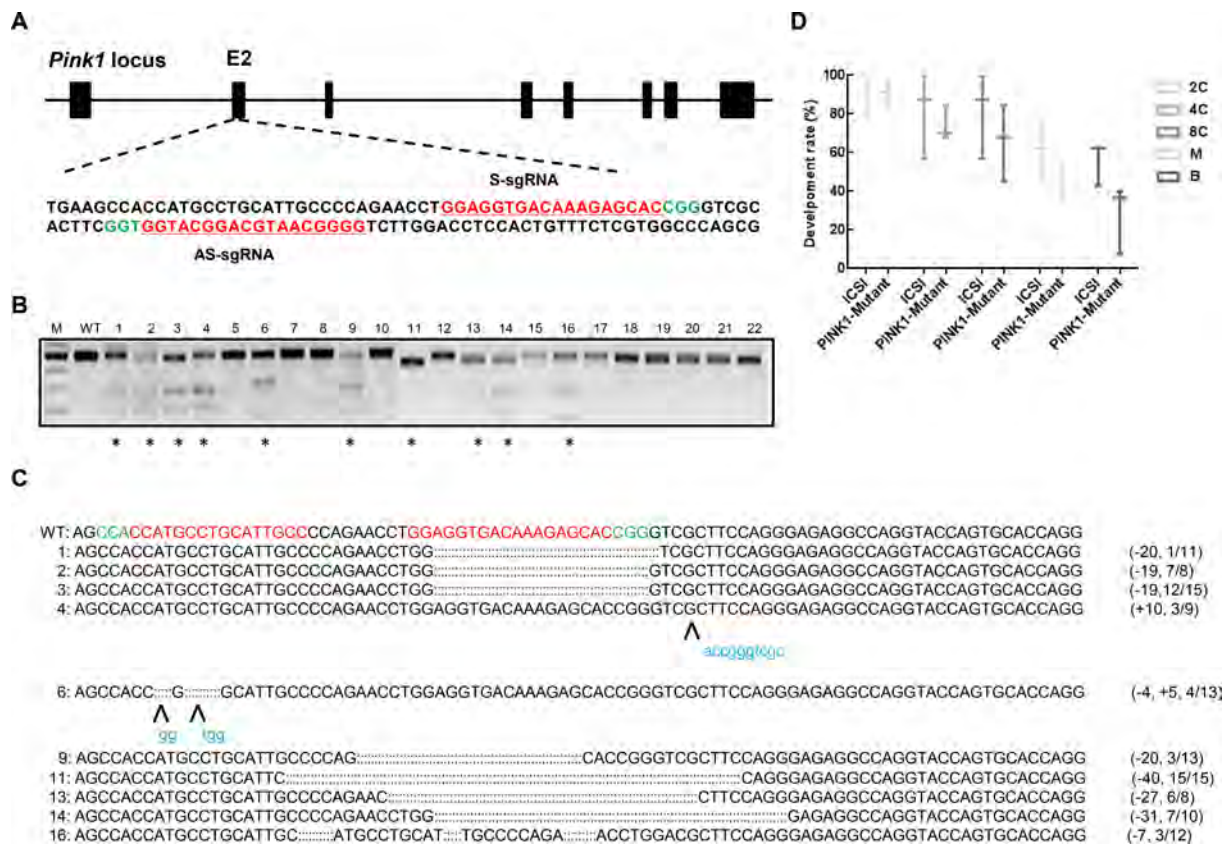 A
Pink1 locus
E2
S-sgRNA
TGAAGCCACCATGCCTGCATTGCCCCAGAACCTGGAGGTGACAAAGAGCACCGGGTCGC
ACTTCGGTGGTACGGACGTAACGGGGTCTTGGACCTCCACTGTTTCTCGTGGCCCAGCG
AS-sgRNA
B
M WT 1 2 3 4 5 6 7 8 9 10 11 12 13 14 15 16 17 18 19 20 21 22
* * * * * * * * * *
C
WT: AGCCACCATGCCTGCATTGCCCCAGAACCTGGAGGTGACAAAGAGCACCGGGTCGCTTCCAGGGAGAGGCCAGGTACCAGTGCACCAGG
1: AGCCACCATGCCTGCATTGCCCCAGAACCTGG TCGCTTCCAGGGAGAGGCCAGGTACCAGTGCACCAGG (-20, 1/11)
2: AGCCACCATGCCTGCATTGCCCCAGAACCTGG GTCGCTTCCAGGGAGAGGCCAGGTACCAGTGCACCAGG (-19, 7/8)
3: AGCCACCATGCCTGCATTGCCCCAGAACCTGG GTCGCTTCCAGGGAGAGGCCAGGTACCAGTGCACCAGG (-19,12/15)
4: AGCCACCATGCCTGCATTGCCCCAGAACCTGGAGGTGACAAAGAGCACCGGGTCGCTTCCAGGGAGAGGCCAGGTACCAGTGCACCAGG (+10, 3/9)
accgggtcgc
6: AGCCACC G GCATTGCCCCAGAACCTGGAGGTGACAAAGAGCACCGGGTCGCTTCCAGGGAGAGGCCAGGTACCAGTGCACCAGG (-4, +5, 4/13)
gg tgg
9: AGCCACCATGCCTGCATTGCCCCAG CACCGGGTCGCTTCCAGGGAGAGGCCAGGTACCAGTGCACCAGG (-20, 3/13)
11: AGCCACCATGCCTGCATTC CAGGGAGAGGCCAGGTACCAGTGCACCAGG (-40, 15/15)
13: AGCCACCATGCCTGCATTGCCCCAGAAC CTTCCAGGGAGAGGCCAGGTACCAGTGCACCAGG (-27, 6/8)
14: AGCCACCATGCCTGCATTGCCCCAGAACCTGG GAGAGGCCAGGTACCAGTGCACCAGG (-31, 7/10)
16: AGCCACCATGCCTGCATTGC ATGCCTGCAT TGCCCCAGA ACCTGGACGCTTCCAGGGAGAGGCCAGGTACCAGTGCACCAGG (-7, 3/12)
D
Develpoment rate (%)
100
80
60
40
20
0
ICSI PINK1-Mutant ICSI PINK1-Mutant ICSI PINK1-Mutant ICSI PINK1-Mutant ICSI PINK1-Mutant
2C
4C
8C
M
B